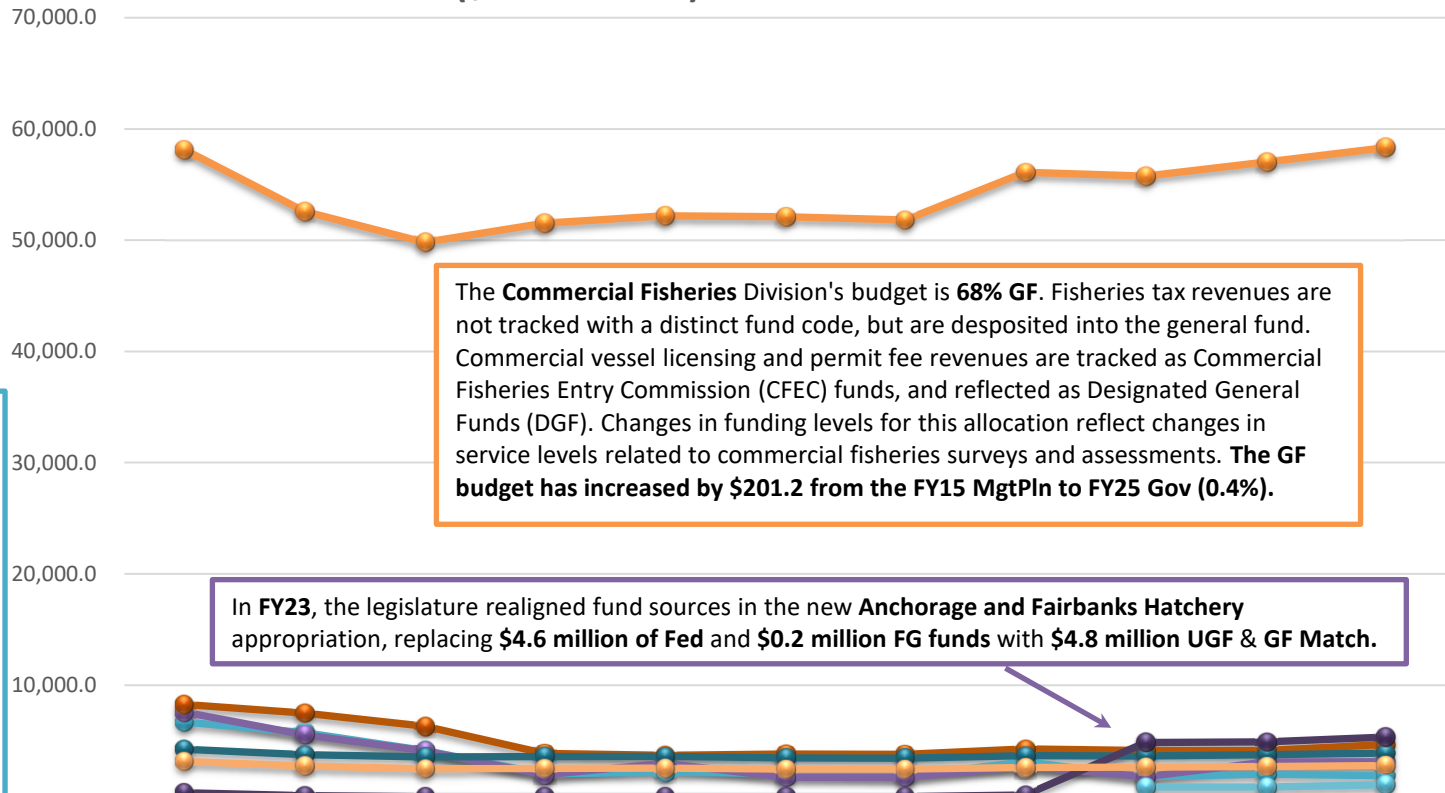 70,000.0
60,000.0
50,000.0
The Commercial Fisheries Division's budget is 68% GF. Fisheries tax revenues are
not tracked with a distinct fund code, but are desposited into the general fund.
40,000.0
Commercial vessel licensing and permit fee revenues are tracked as Commercial
Fisheries Entry Commission (CFEC) funds, and reflected as Designated General
Funds (DGF). Changes in funding levels for this allocation reflect changes in
30,000.0
service levels related to commercial fisheries surveys and assessments. The GF
budget has increased by $201.2 from the FY15 MgtPln to FY25 Gov (0.4%).
20,000.0
In FY23, the legislature realigned fund sources in the new Anchorage and Fairbanks Hatchery
appropriation, replacing $4.6 million of Fed and $0.2 million FG funds with $4.8 million UGF & GF Match.
10,000.0